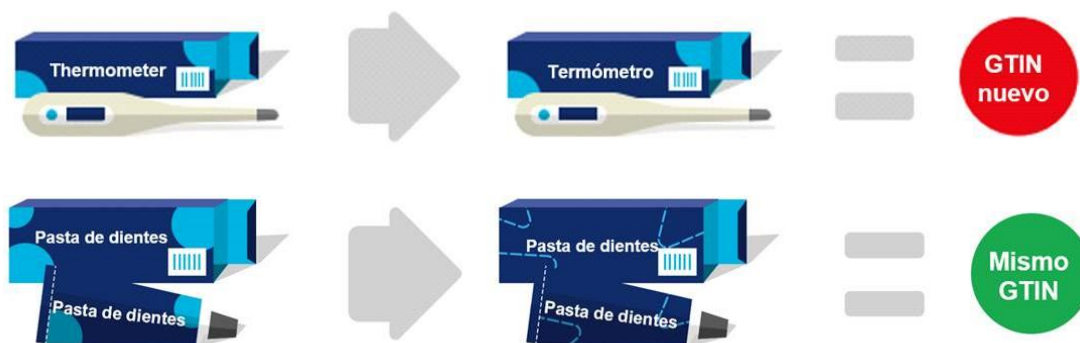 Thermometer
Termómetro
GTIN
nuevo
Pasta de dientes
Pasta de dientes
Pasta de dientes
Pasta de dientes
Mismo
GTIN